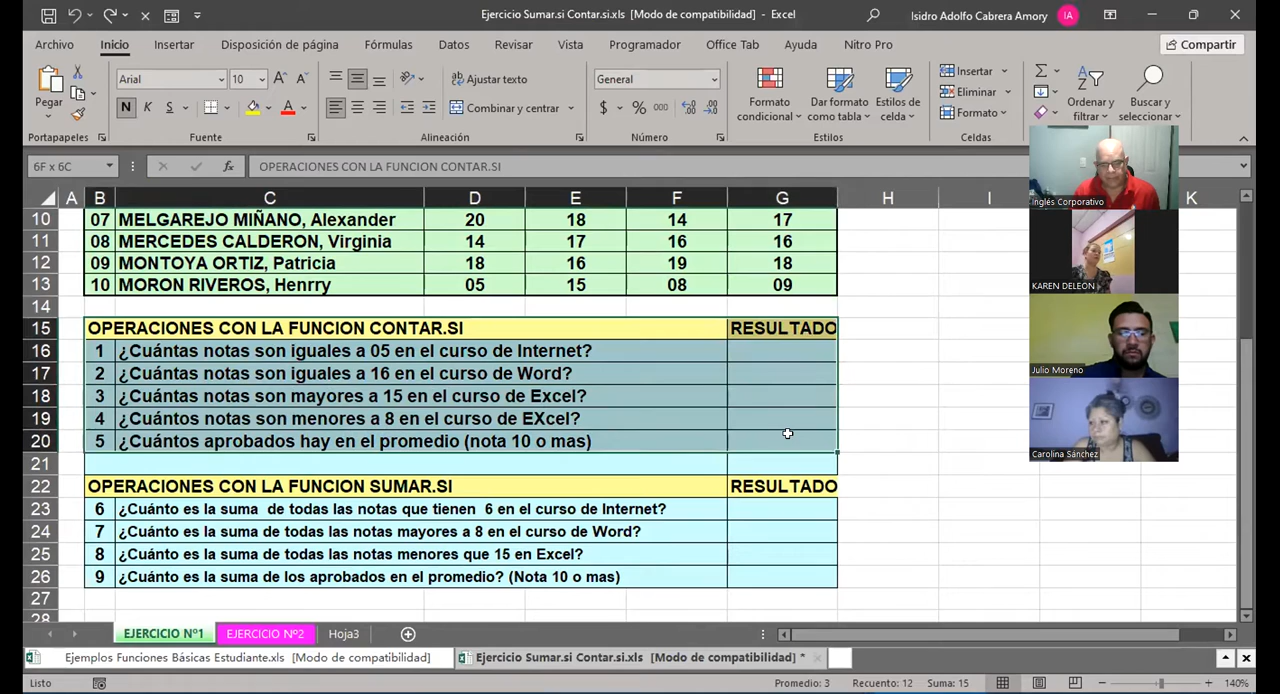 Ejercicio Sumar.si Contar.si.xls [Modo de compatibilidad] - Excel
Isidro Adolfo Cabrera Amory
IA
Archivo Inicio Insertar Disposición de página Fórmulas Datos Revisar Vista Programador Office Tab Ayuda Nitro Pro
Compartir
Pegar
Arial
10
N K S
Ajustar texto
Combinar y centrar
General
$ % 000
Formato condicional
Dar formato como tabla
Estilos de celda
Insertar
Eliminar
Formato
Ordenar y filtrar
Buscar y seleccionar
Portapapeles Fuente Alineación Número Estilos Celdas
6F x 6C
fx
OPERACIONES CON LA FUNCION CONTAR.SI
A B C D E F G H I K
10 07 MELGAREJO MIÑANO, Alexander 20 18 14 17
11 08 MERCEDES CALDERON, Virginia 14 17 16 16
12 09 MONTOYA ORTIZ, Patricia 18 16 19 18
13 10 MORON RIVEROS, Henrry 05 15 08 09
14
15 OPERACIONES CON LA FUNCION CONTAR.SI RESULTADO
16 1 ¿Cuántas notas son iguales a 05 en el curso de Internet?
17 2 ¿Cuántas notas son iguales a 16 en el curso de Word?
18 3 ¿Cuántas notas son mayores a 15 en el curso de Excel?
19 4 ¿Cuántos notas son menores a 8 en el curso de EXcel?
20 5 ¿Cuántos aprobados hay en el promedio (nota 10 o mas)
21
22 OPERACIONES CON LA FUNCION SUMAR.SI RESULTADO
23 6 ¿Cuánto es la suma de todas las notas que tienen 6 en el curso de Internet?
24 7 ¿Cuánto es la suma de todas las notas mayores a 8 en el curso de Word?
25 8 ¿Cuánto es la suma de todas las notas menores que 15 en Excel?
26 9 ¿Cuánto es la suma de los aprobados en el promedio? (Nota 10 o mas)
27
28
Inglés Corporativo
KAREN DELEON
Julio Moreno
Carolina Sánchez
EJERCICIO Nº1 EJERCICIO Nº2 Hoja3
Ejemplos Funciones Básicas Estudiante.xls [Modo de compatibilidad]
Ejercicio Sumar.si Contar.si.xls [Modo de compatibilidad] *
Listo
Promedio: 3 Recuento: 12 Suma: 15
140%